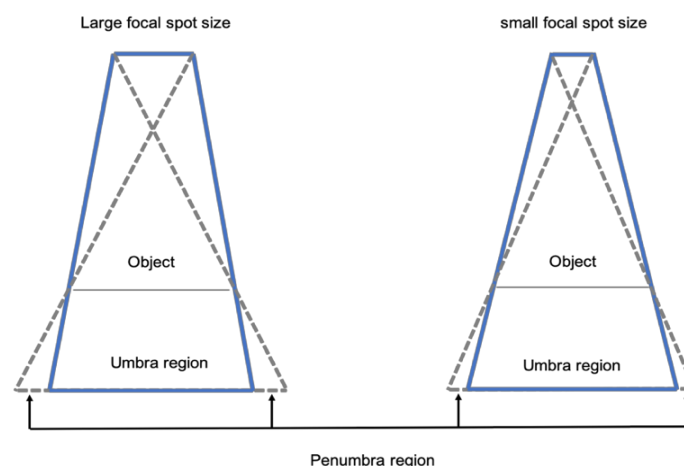 Large focal spot size
small focal spot size
Object
Object
Umbra region
Umbra region
Penumbra region